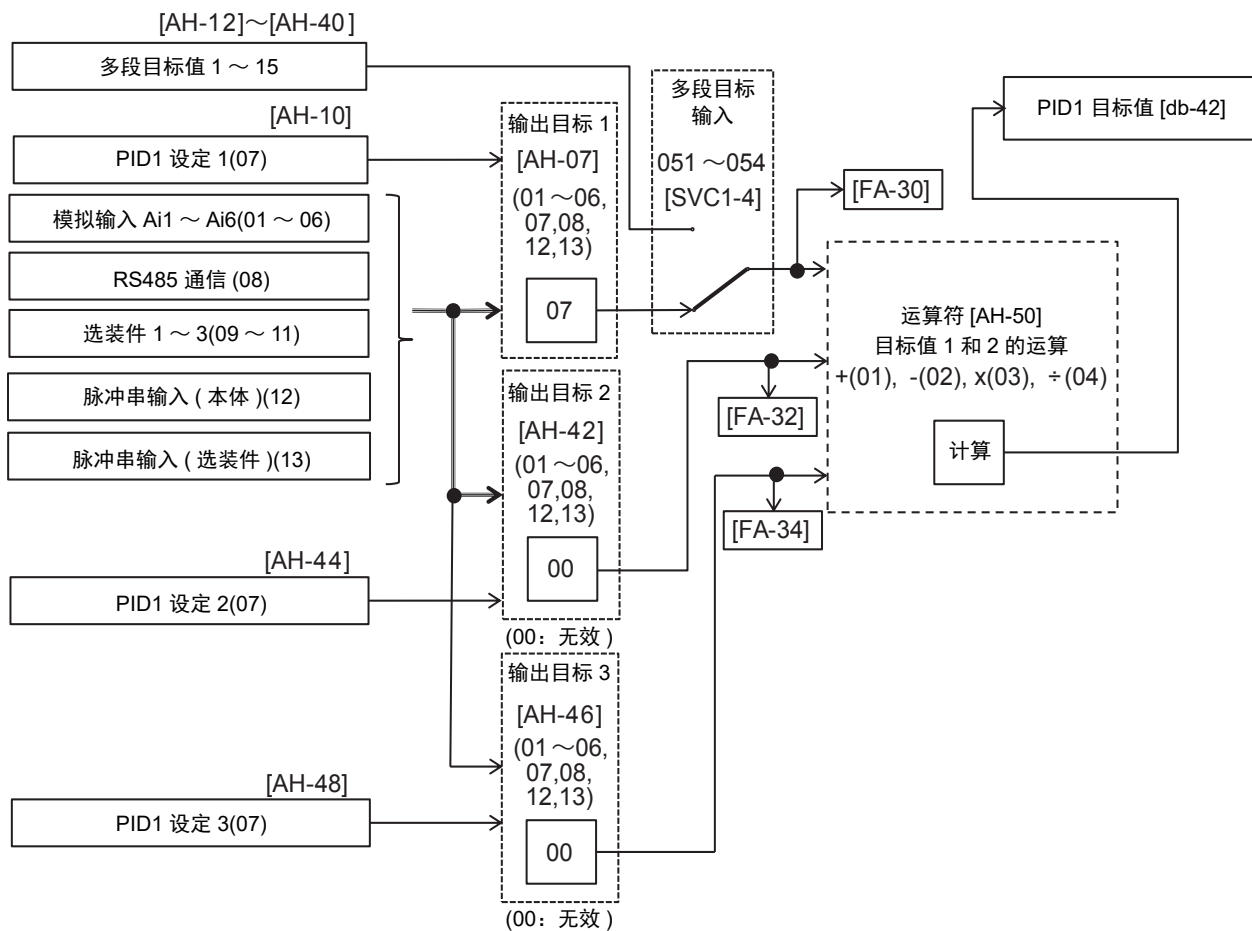 [AH-12]～[AH-40]
多段目标值 1 ～ 15
[AH-10]
PID1 设定 1(07)
模拟输入 Ai1 ～ Ai6(01 ～ 06)
RS485 通信 (08)
选装件 1 ～ 3(09 ～ 11)
脉冲串输入 ( 本体 )(12)
脉冲串输入 ( 选装件 )(13)
[AH-44]
PID1 设定 2(07)
[AH-48]
PID1 设定 3(07)
输出目标 1
[AH-07]
(01～06,
07,08,
12,13)
07
输出目标 2
[AH-42]
(01～06,
07,08,
12,13)
00
(00：无效 )
输出目标 3
[AH-46]
(01～06,
07,08,
12,13)
00
(00：无效 )
多段目标
输入
051 ～054
[SVC1-4]
[FA-30]
[FA-32]
[FA-34]
运算符 [AH-50]
目标值 1 和 2 的运算
+(01), -(02), x(03), ÷(04)
计算
PID1 目标值 [db-42]